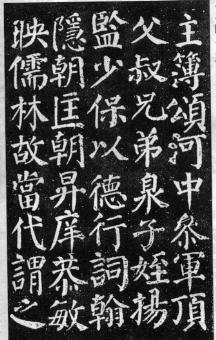 主簿頌河中叅軍頂
父叔兄弟泉子姪揚
監少保以德行詞翰
隱朝匡朝昇庠恭敏
映儒林故當代謂之